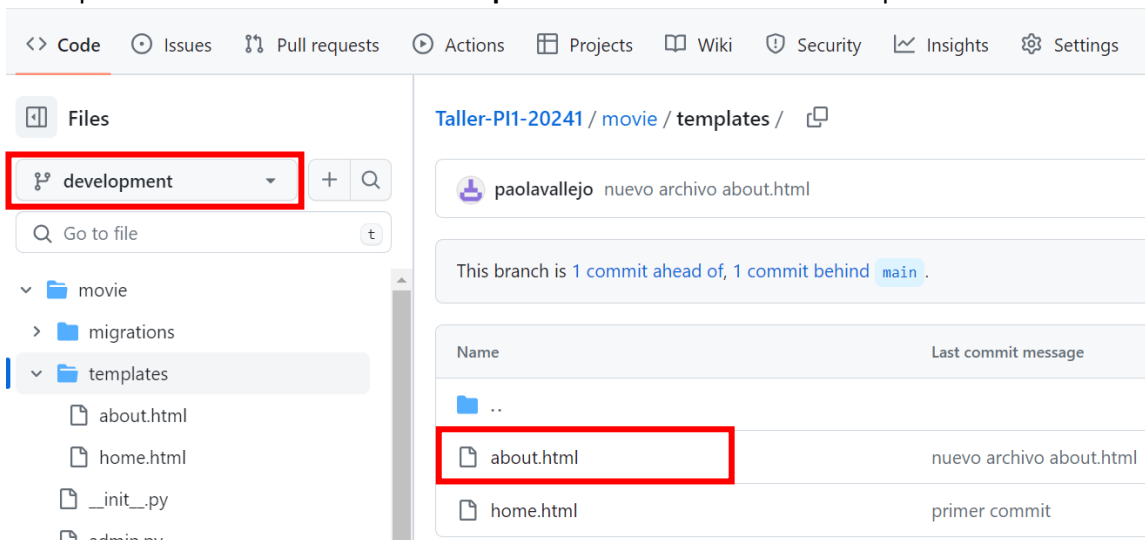 Code Issues Pull requests Actions Projects Wiki Security Insights Settings
Files
development
Go to file t
movie
migrations
templates
about.html
home.html
__init__.py
admin.py
Taller-PI1-20241 / movie / templates /
paolavallejo nuevo archivo about.html
This branch is 1 commit ahead of, 1 commit behind main .
Name Last commit message
..
about.html nuevo archivo about.html
home.html primer commit